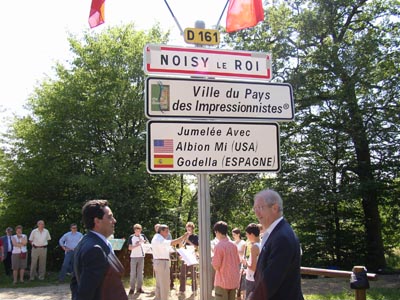 D 161
NOISY LE ROI
Ville du Pays
des Impressionnistes®
Jumelée Avec
Albion Mi (USA)
Godella (ESPAGNE)